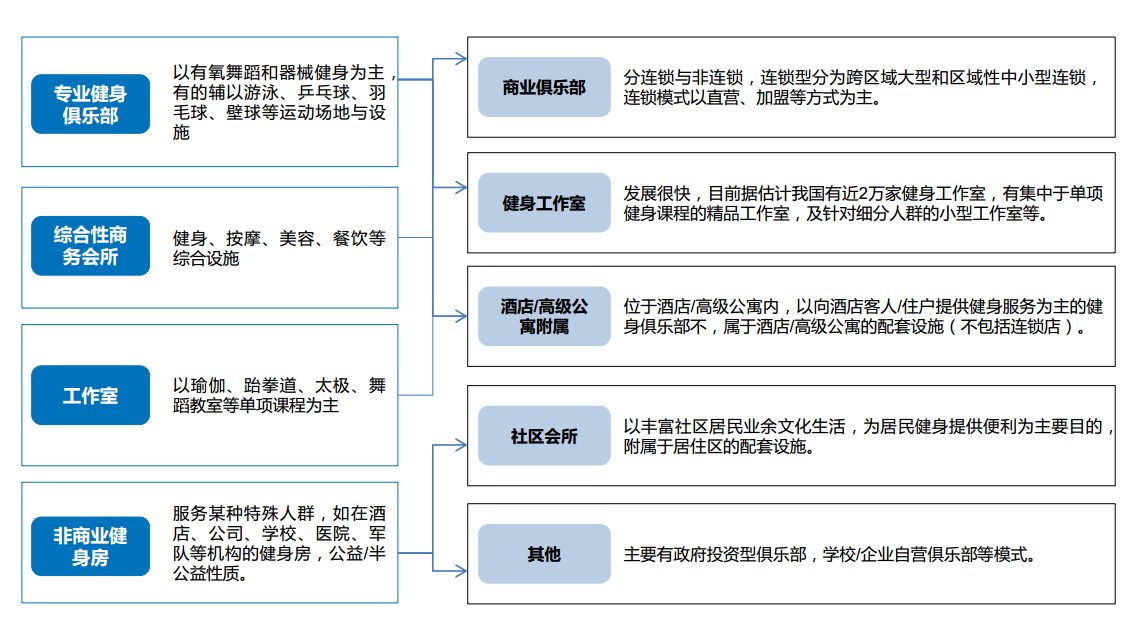 专业健身
俱乐部
以有氧舞蹈和器械健身为主，
有的辅以游泳、乒乓球、羽
毛球、壁球等运动场地与设
施
综合性商
务会所
健身、按摩、美容、餐饮等
综合设施
工作室
以瑜伽、跆拳道、太极、舞
蹈教室等单项课程为主
非商业健
身房
服务某种特殊人群，如在酒
店、公司、学校、医院、军
队等机构的健身房，公益/半
公益性质。
商业俱乐部
分连锁与非连锁，连锁型分为跨区域大型和区域性中小型连锁，
连锁模式以直营、加盟等方式为主。
健身工作室
发展很快，目前据估计我国有近2万家健身工作室，有集中于单项
健身课程的精品工作室，及针对细分人群的小型工作室等。
酒店/高级公
寓附属
位于酒店/高级公寓内，以向酒店客人/住户提供健身服务为主的健
身俱乐部不，属于酒店/高级公寓的配套设施（不包括连锁店）。
社区会所
以丰富社区居民业余文化生活，为居民健身提供便利为主要目的，
附属于居住区的配套设施。
其他
主要有政府投资型俱乐部，学校/企业自营俱乐部等模式。